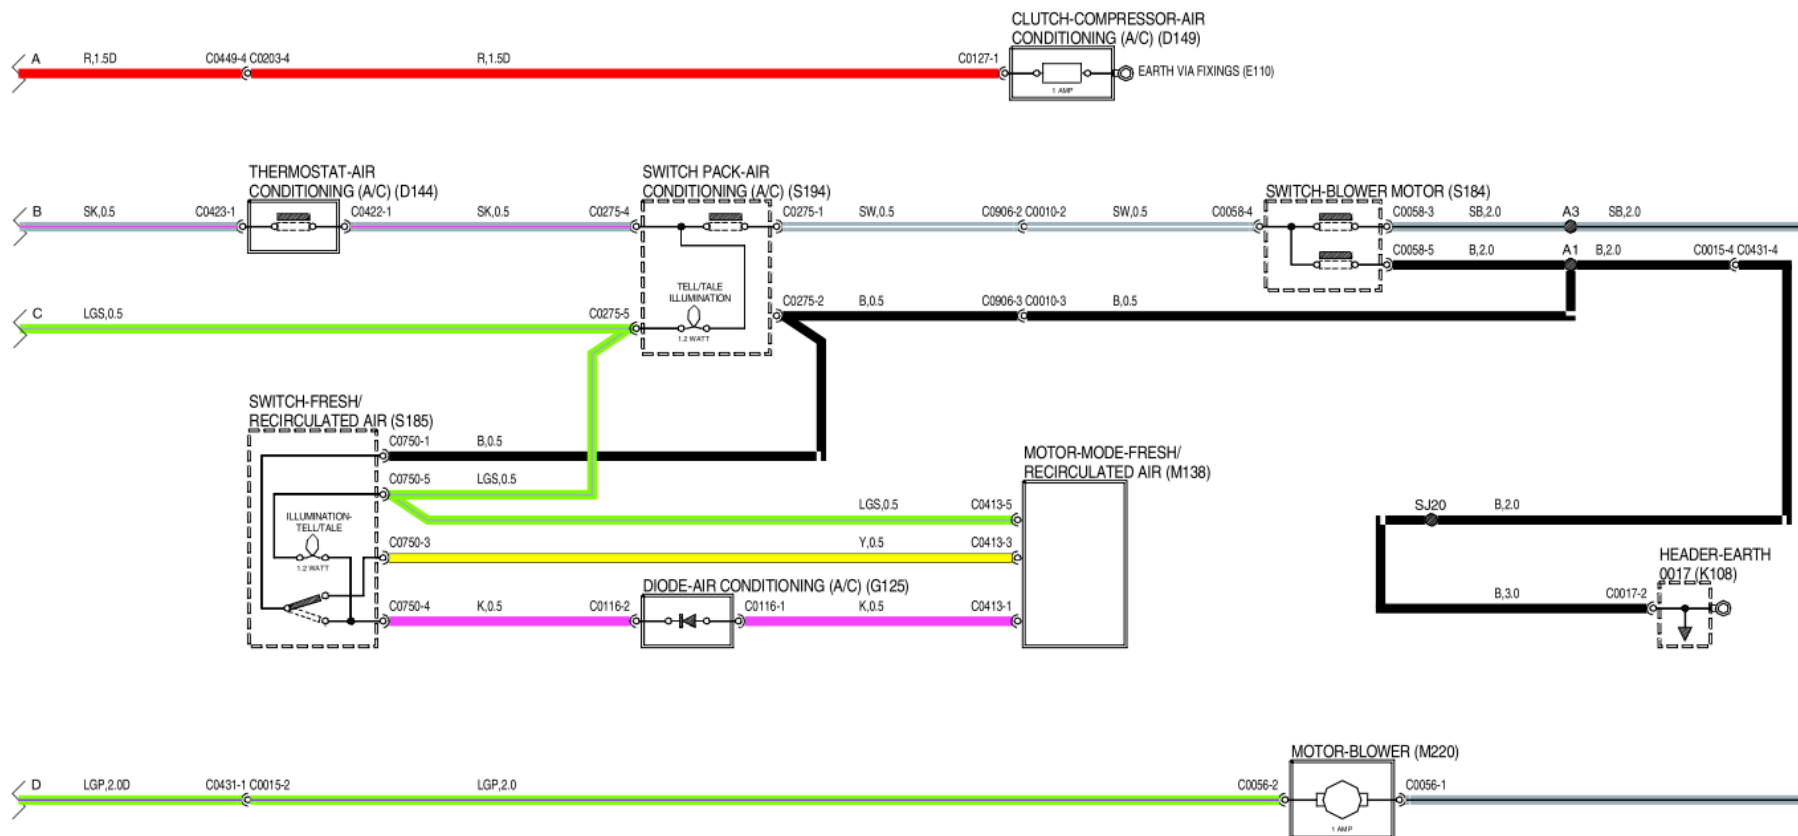 CLUTCH-COMPRESSOR-AIR
CONDITIONING (A/C) (D149)
A R,1.5D C0449-4 C0203-4 R,1.5D C0127-1
EARTH VIA FIXINGS (E110)
1 AMP
THERMOSTAT-AIR
CONDITIONING (A/C) (D144)
SWITCH PACK-AIR
CONDITIONING (A/C) (S194)
SWITCH-BLOWER MOTOR (S184)
B SK,0.5 C0423-1 C0422-1 SK,0.5 C0275-4 C0275-1 SW,0.5 C0906-2 C0010-2 SW,0.5 C0058-4 C0058-3 SB,2.0 A3 SB,2.0
C0058-5 B,2.0 A1 B,2.0 C0015-4 C0431-4
TELL/TALE
ILLUMINATION
1.2 WATT
C LGS,0.5 C0275-5 C0275-2 B,0.5 C0906-3 C0010-3 B,0.5
SWITCH-FRESH/
RECIRCULATED AIR (S185)
C0750-1 B,0.5
C0750-5 LGS,0.5
MOTOR-MODE-FRESH/
RECIRCULATED AIR (M138)
LGS,0.5 C0413-5
ILLUMINATION-
TELL/TALE
1.2 WATT
C0750-3 Y,0.5 C0413-3
SJ20 B,2.0
DIODE-AIR CONDITIONING (A/C) (G125)
C0750-4 K,0.5 C0116-2 C0116-1 K,0.5 C0413-1
HEADER-EARTH
0017 (K108)
B,3.0 C0017-2
MOTOR-BLOWER (M220)
D LGP,2.0D C0431-1 C0015-2 LGP,2.0 C0056-2 C0056-1
1 AMP